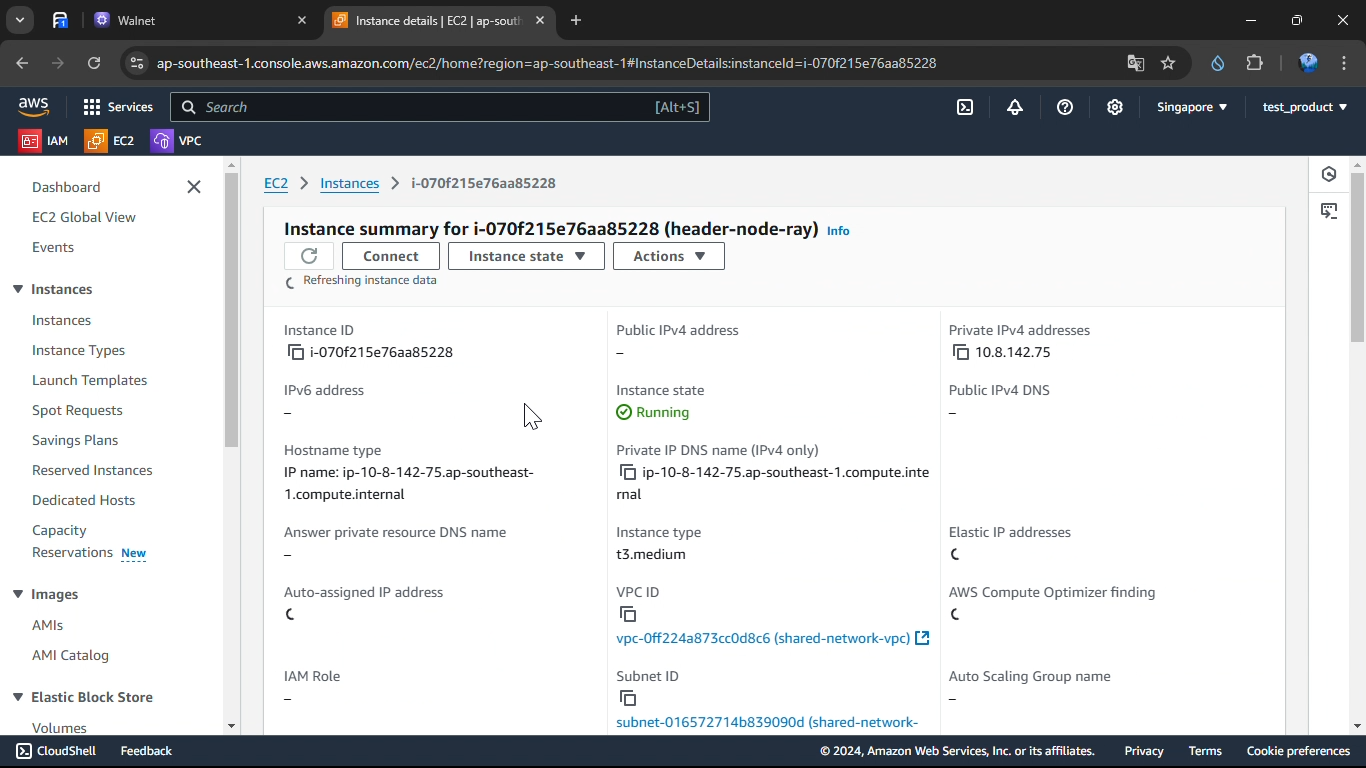 Walnet
Instance details | EC2 | ap-south
ap-southeast-1.console.aws.amazon.com/ec2/home?region=ap-southeast-1#InstanceDetails:instanceId=i-070f215e76aa85228
aws
Services
Search
[Alt+S]
Singapore
test_product
IAM
EC2
VPC
Dashboard
EC2 Global View
Events
Instances
Instances
Instance Types
Launch Templates
Spot Requests
Savings Plans
Reserved Instances
Dedicated Hosts
Capacity
Reservations New
Images
AMIs
AMI Catalog
Elastic Block Store
Volumes
EC2 > Instances > i-070f215e76aa85228
Instance summary for i-070f215e76aa85228 (header-node-ray) Info
Connect
Instance state
Actions
Refreshing instance data
Instance ID
i-070f215e76aa85228
Public IPv4 address
–
Private IPv4 addresses
10.8.142.75
IPv6 address
–
Instance state
Running
Public IPv4 DNS
–
Hostname type
IP name: ip-10-8-142-75.ap-southeast-
1.compute.internal
Private IP DNS name (IPv4 only)
ip-10-8-142-75.ap-southeast-1.compute.inte
rnal
Answer private resource DNS name
–
Instance type
t3.medium
Elastic IP addresses
Auto-assigned IP address
VPC ID
vpc-0ff224a873cc0d8c6 (shared-network-vpc)
AWS Compute Optimizer finding
IAM Role
–
Subnet ID
subnet-016572714b839090d (shared-network-
Auto Scaling Group name
–
CloudShell
Feedback
© 2024, Amazon Web Services, Inc. or its affiliates.
Privacy
Terms
Cookie preferences